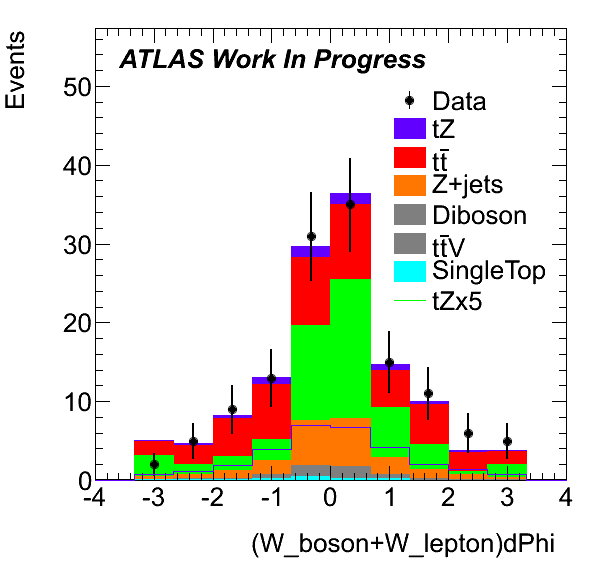 Events
ATLAS Work In Progress
Data
tZ
tt̄
Z+jets
Diboson
tt̄V
SingleTop
tZx5
50
40
30
20
10
0
-4 -3 -2 -1 0 1 2 3 4
(W_boson+W_lepton)dPhi